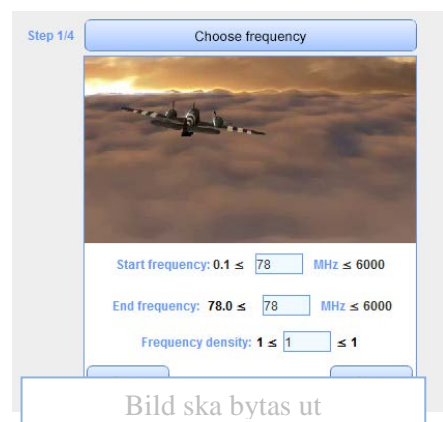 Step 1/4 Choose frequency
Start frequency: 0.1 ≤ 78 MHz ≤ 6000
End frequency: 78.0 ≤ 78 MHz ≤ 6000
Frequency density: 1 ≤ 1 ≤ 1
Bild ska bytas ut